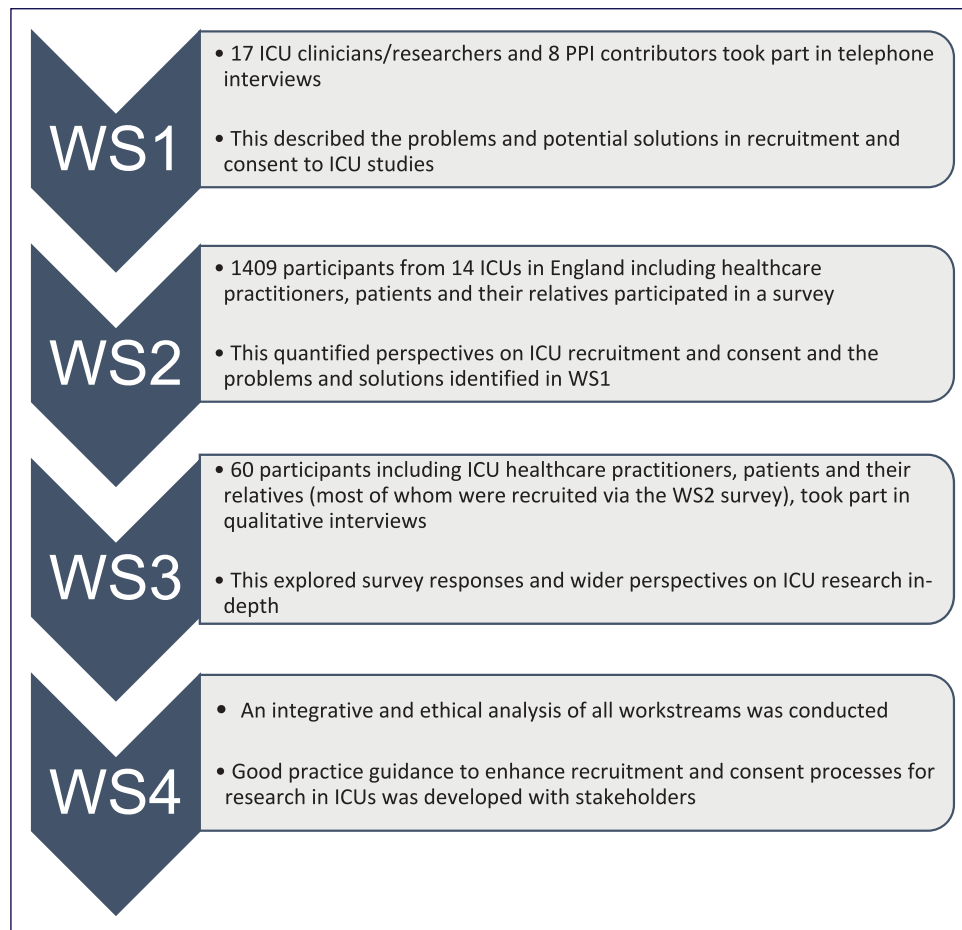 WS1
• 17 ICU clinicians/researchers and 8 PPI contributors took part in telephone
interviews
• This described the problems and potential solutions in recruitment and
consent to ICU studies
WS2
• 1409 participants from 14 ICUs in England including healthcare
practitioners, patients and their relatives participated in a survey
• This quantified perspectives on ICU recruitment and consent and the
problems and solutions identified in WS1
WS3
• 60 participants including ICU healthcare practitioners, patients and their
relatives (most of whom were recruited via the WS2 survey), took part in
qualitative interviews
• This explored survey responses and wider perspectives on ICU research in-
depth
WS4
• An integrative and ethical analysis of all workstreams was conducted
• Good practice guidance to enhance recruitment and consent processes for
research in ICUs was developed with stakeholders